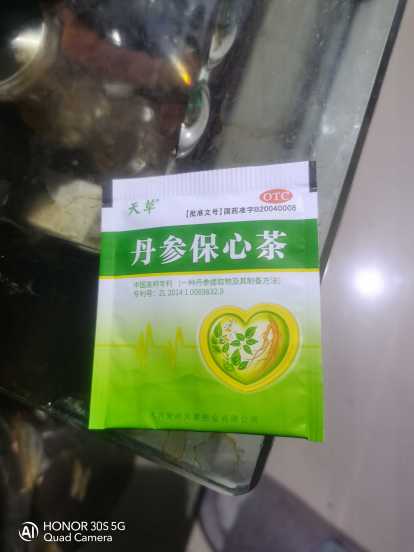 天草
OTC
【批准文号】国药准字B20040008
丹参保心茶
中国发明专利 (一种丹参提取物及其制备方法)
专利号: ZL 2014 1 0069832.9
HONOR 30S 5G
Quad Camera